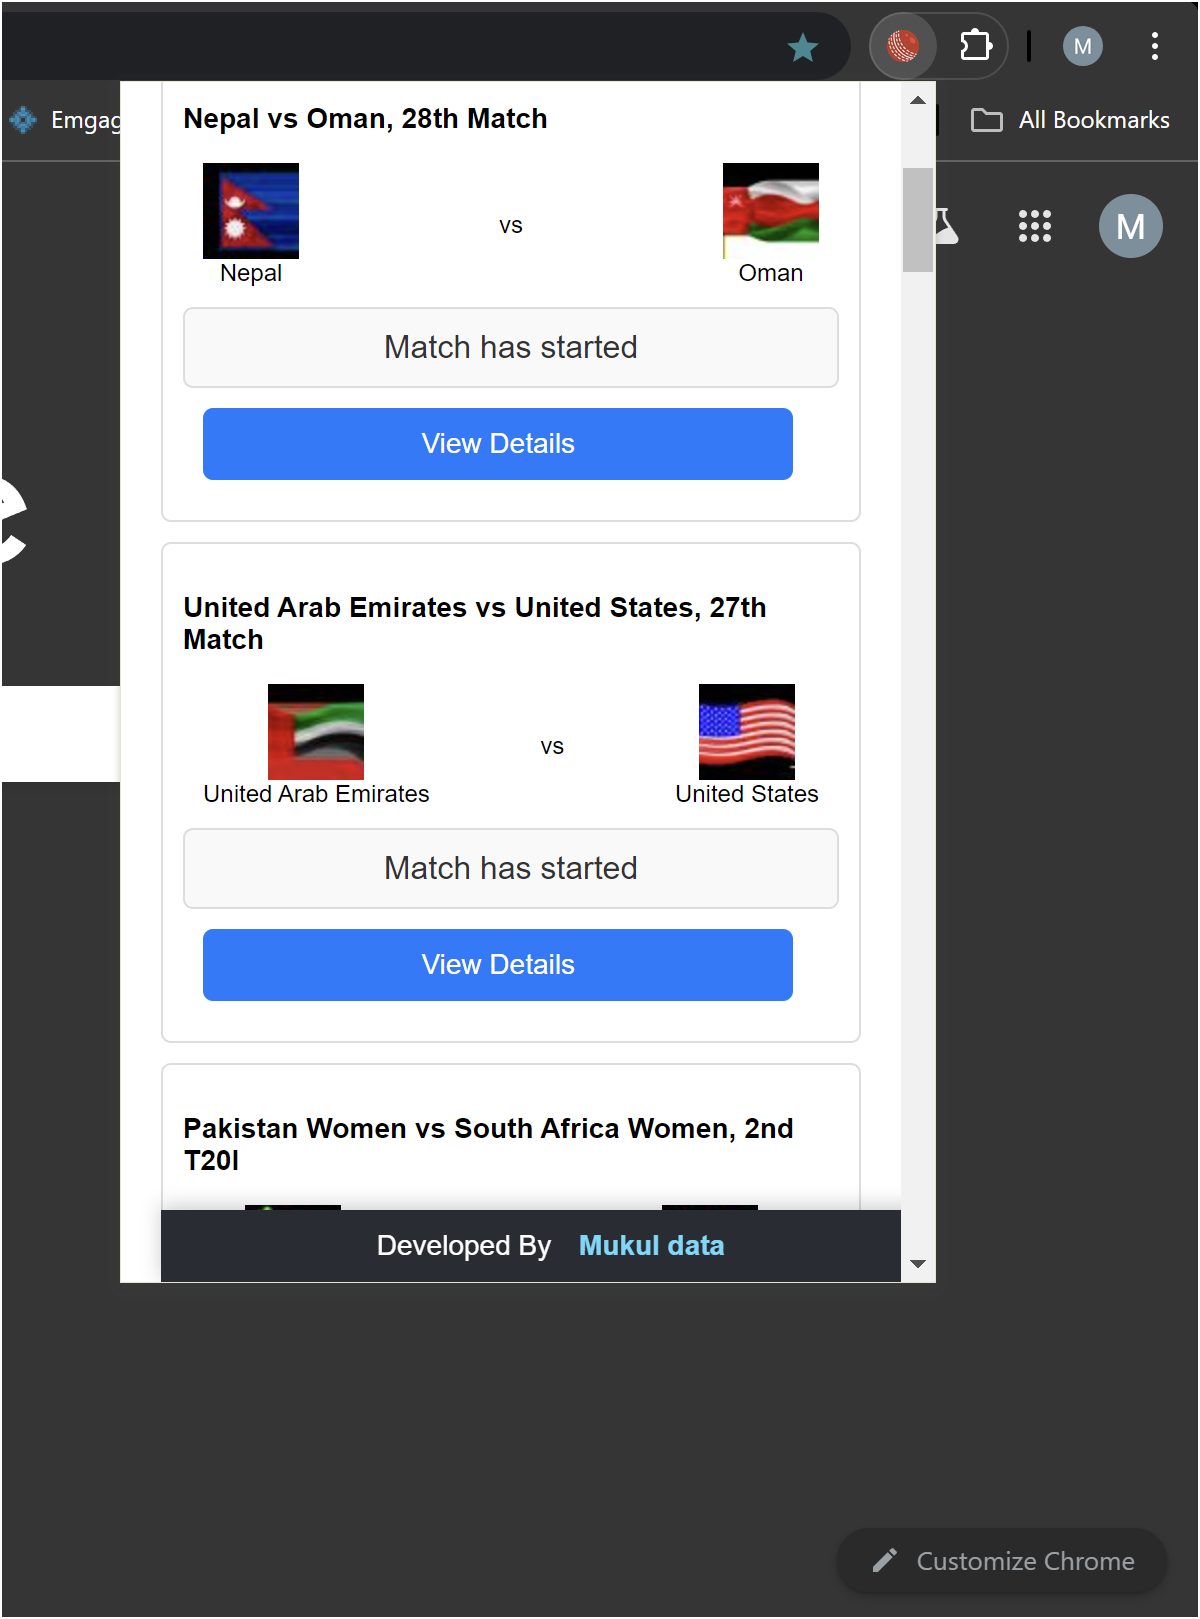 M
Emgag
All Bookmarks
Nepal vs Oman, 28th Match
vs
Nepal
Oman
M
Match has started
View Details
e
United Arab Emirates vs United States, 27th
Match
vs
United Arab Emirates
United States
Match has started
View Details
Pakistan Women vs South Africa Women, 2nd
T20I
Developed By Mukul data
Customize Chrome